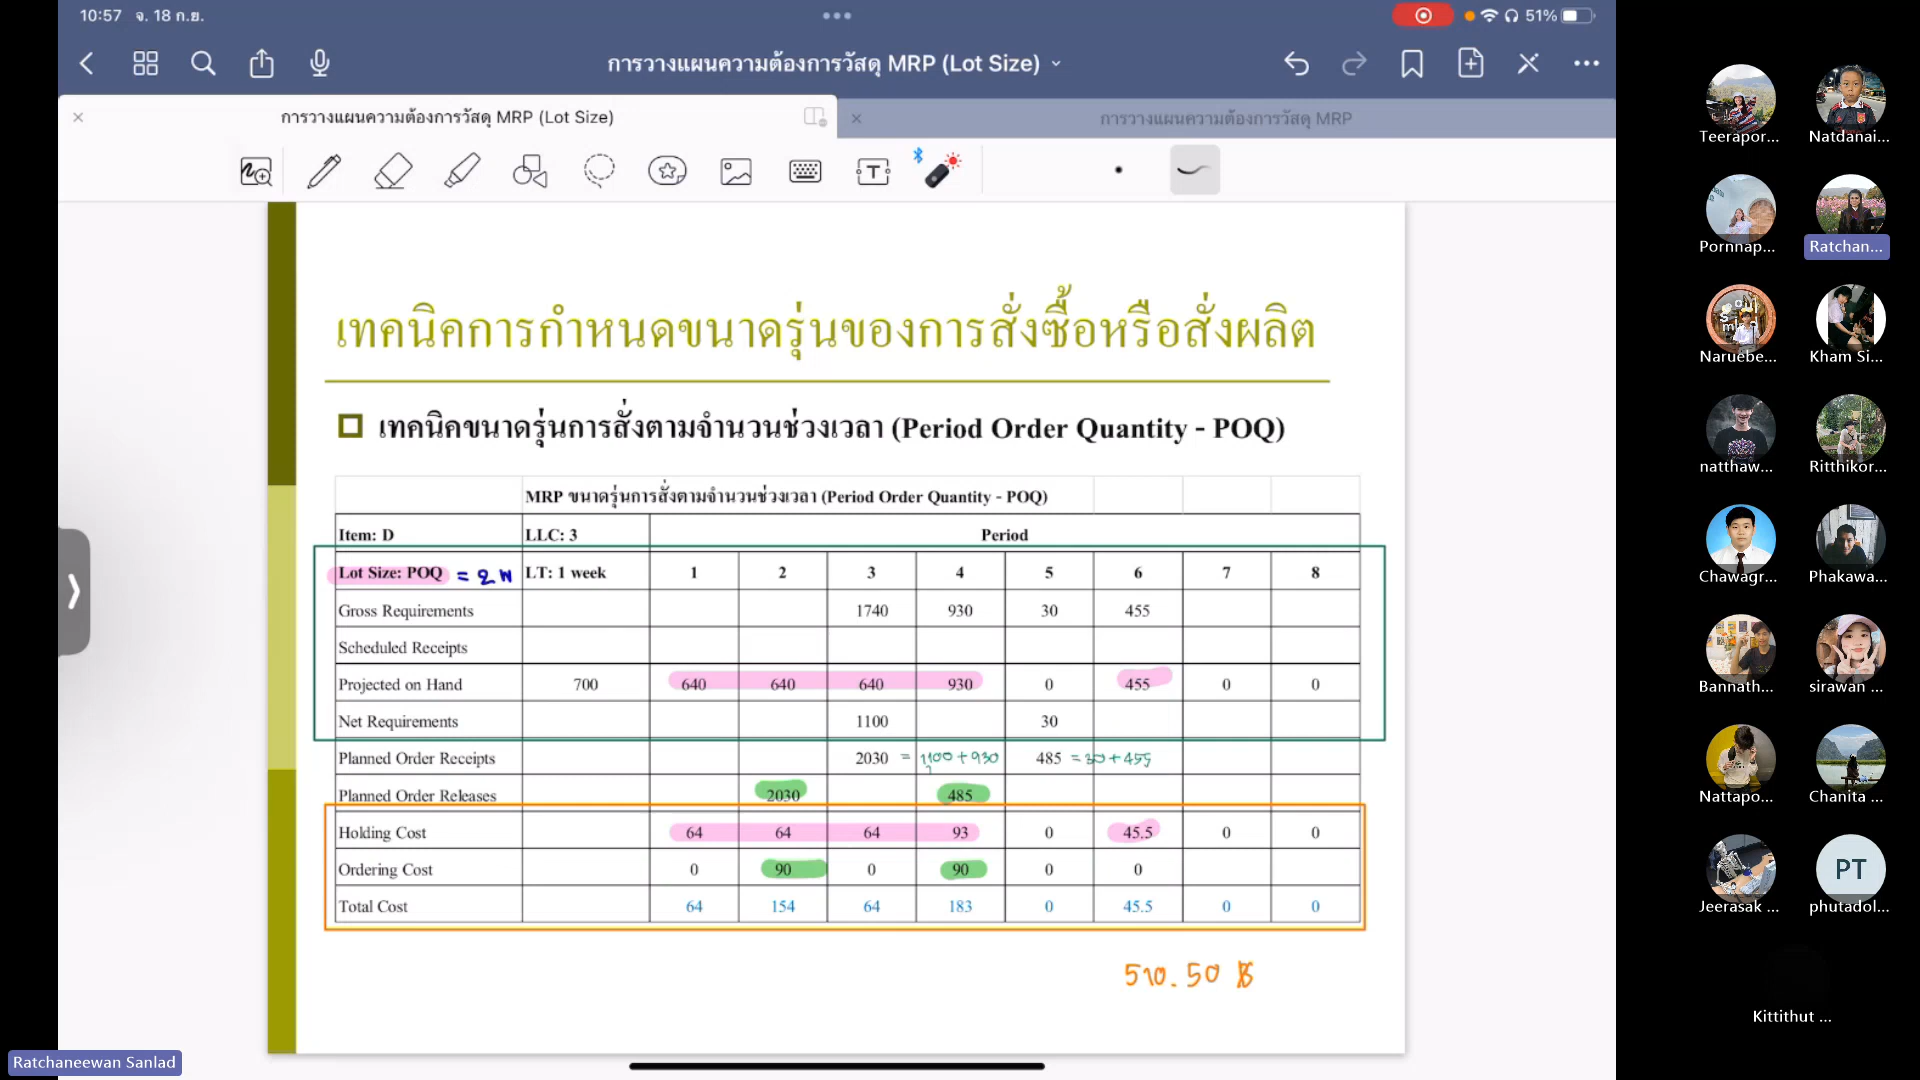 10:57 จ. 18 ก.ย.
51%
การวางแผนความต้องการวัสดุ MRP (Lot Size)
การวางแผนความต้องการวัสดุ MRP (Lot Size)
การวางแผนความต้องการวัสดุ MRP
เทคนิคการกำหนดขนาดรุ่นของการสั่งซื้อหรือสั่งผลิต
เทคนิคขนาดรุ่นการสั่งตามจำนวนช่วงเวลา (Period Order Quantity - POQ)
MRP ขนาดรุ่นการสั่งตามจำนวนช่วงเวลา (Period Order Quantity - POQ)
Item: D LLC: 3 Period
Lot Size: POQ = 2 W LT: 1 week 1 2 3 4 5 6 7 8
Gross Requirements 1740 930 30 455
Scheduled Receipts
Projected on Hand 700 640 640 640 930 0 455 0 0
Net Requirements 1100 30
Planned Order Receipts 2030 = 1100 + 930 485 = 30 + 455
Planned Order Releases 2030 485
Holding Cost 64 64 64 93 0 45.5 0 0
Ordering Cost 0 90 0 90 0 0
Total Cost 64 154 64 183 0 45.5 0 0
510.50 ฿
Teerapor...
Natdanai...
Pornnap...
Ratchan...
Naruebe...
Kham Si...
natthaw...
Ritthikor...
Chawagr...
Phakawa...
Bannath...
sirawan ...
Nattapo...
Chanita ...
PT
Jeerasak ...
phutadol...
Kittithut ...
Ratchaneewan Sanlad